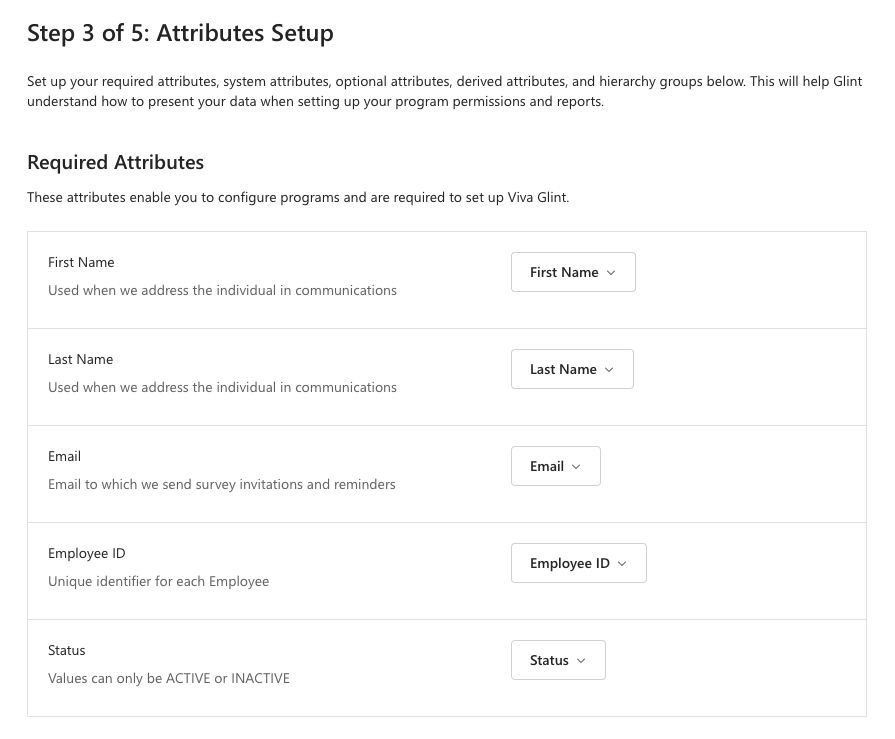 Step 3 of 5: Attributes Setup
Set up your required attributes, system attributes, optional attributes, derived attributes, and hierarchy groups below. This will help Glint
understand how to present your data when setting up your program permissions and reports.
Required Attributes
These attributes enable you to configure programs and are required to set up Viva Glint.
First Name
First Name
Used when we address the individual in communications
Last Name
Last Name
Used when we address the individual in communications
Email
Email
Email to which we send survey invitations and reminders
Employee ID
Employee ID
Unique identifier for each Employee
Status
Status
Values can only be ACTIVE or INACTIVE